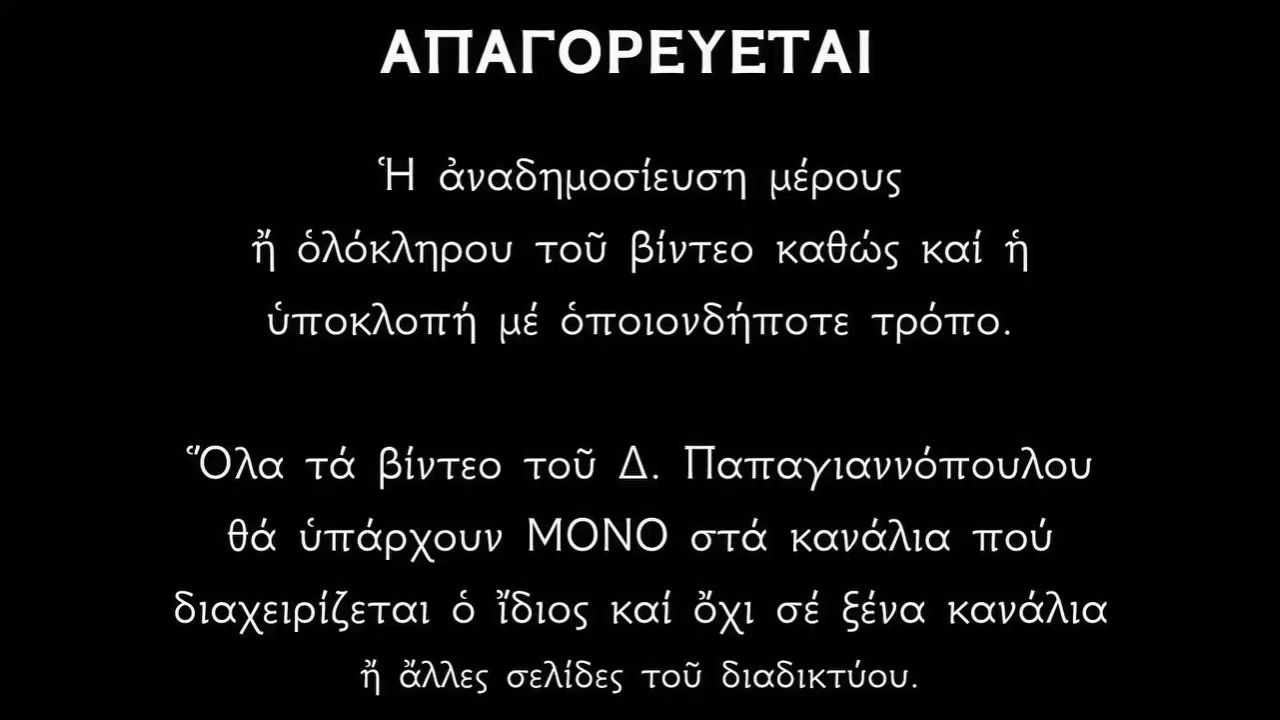 ΑΠΑΓΟΡΕΥΕΤΑΙ
Ἡ ἀναδημοσίευση μέρους
ἤ ὁλόκληρου τοῦ βίντεο καθώς καί ἡ
ὑποκλοπή μέ ὁποιονδήποτε τρόπο.
Ὅλα τά βίντεο τοῦ Δ. Παπαγιαννόπουλου
θά ὑπάρχουν ΜΟΝΟ στά κανάλια πού
διαχειρίζεται ὁ ἴδιος καί ὄχι σέ ξένα κανάλια
ἤ ἄλλες σελίδες τοῦ διαδικτύου.